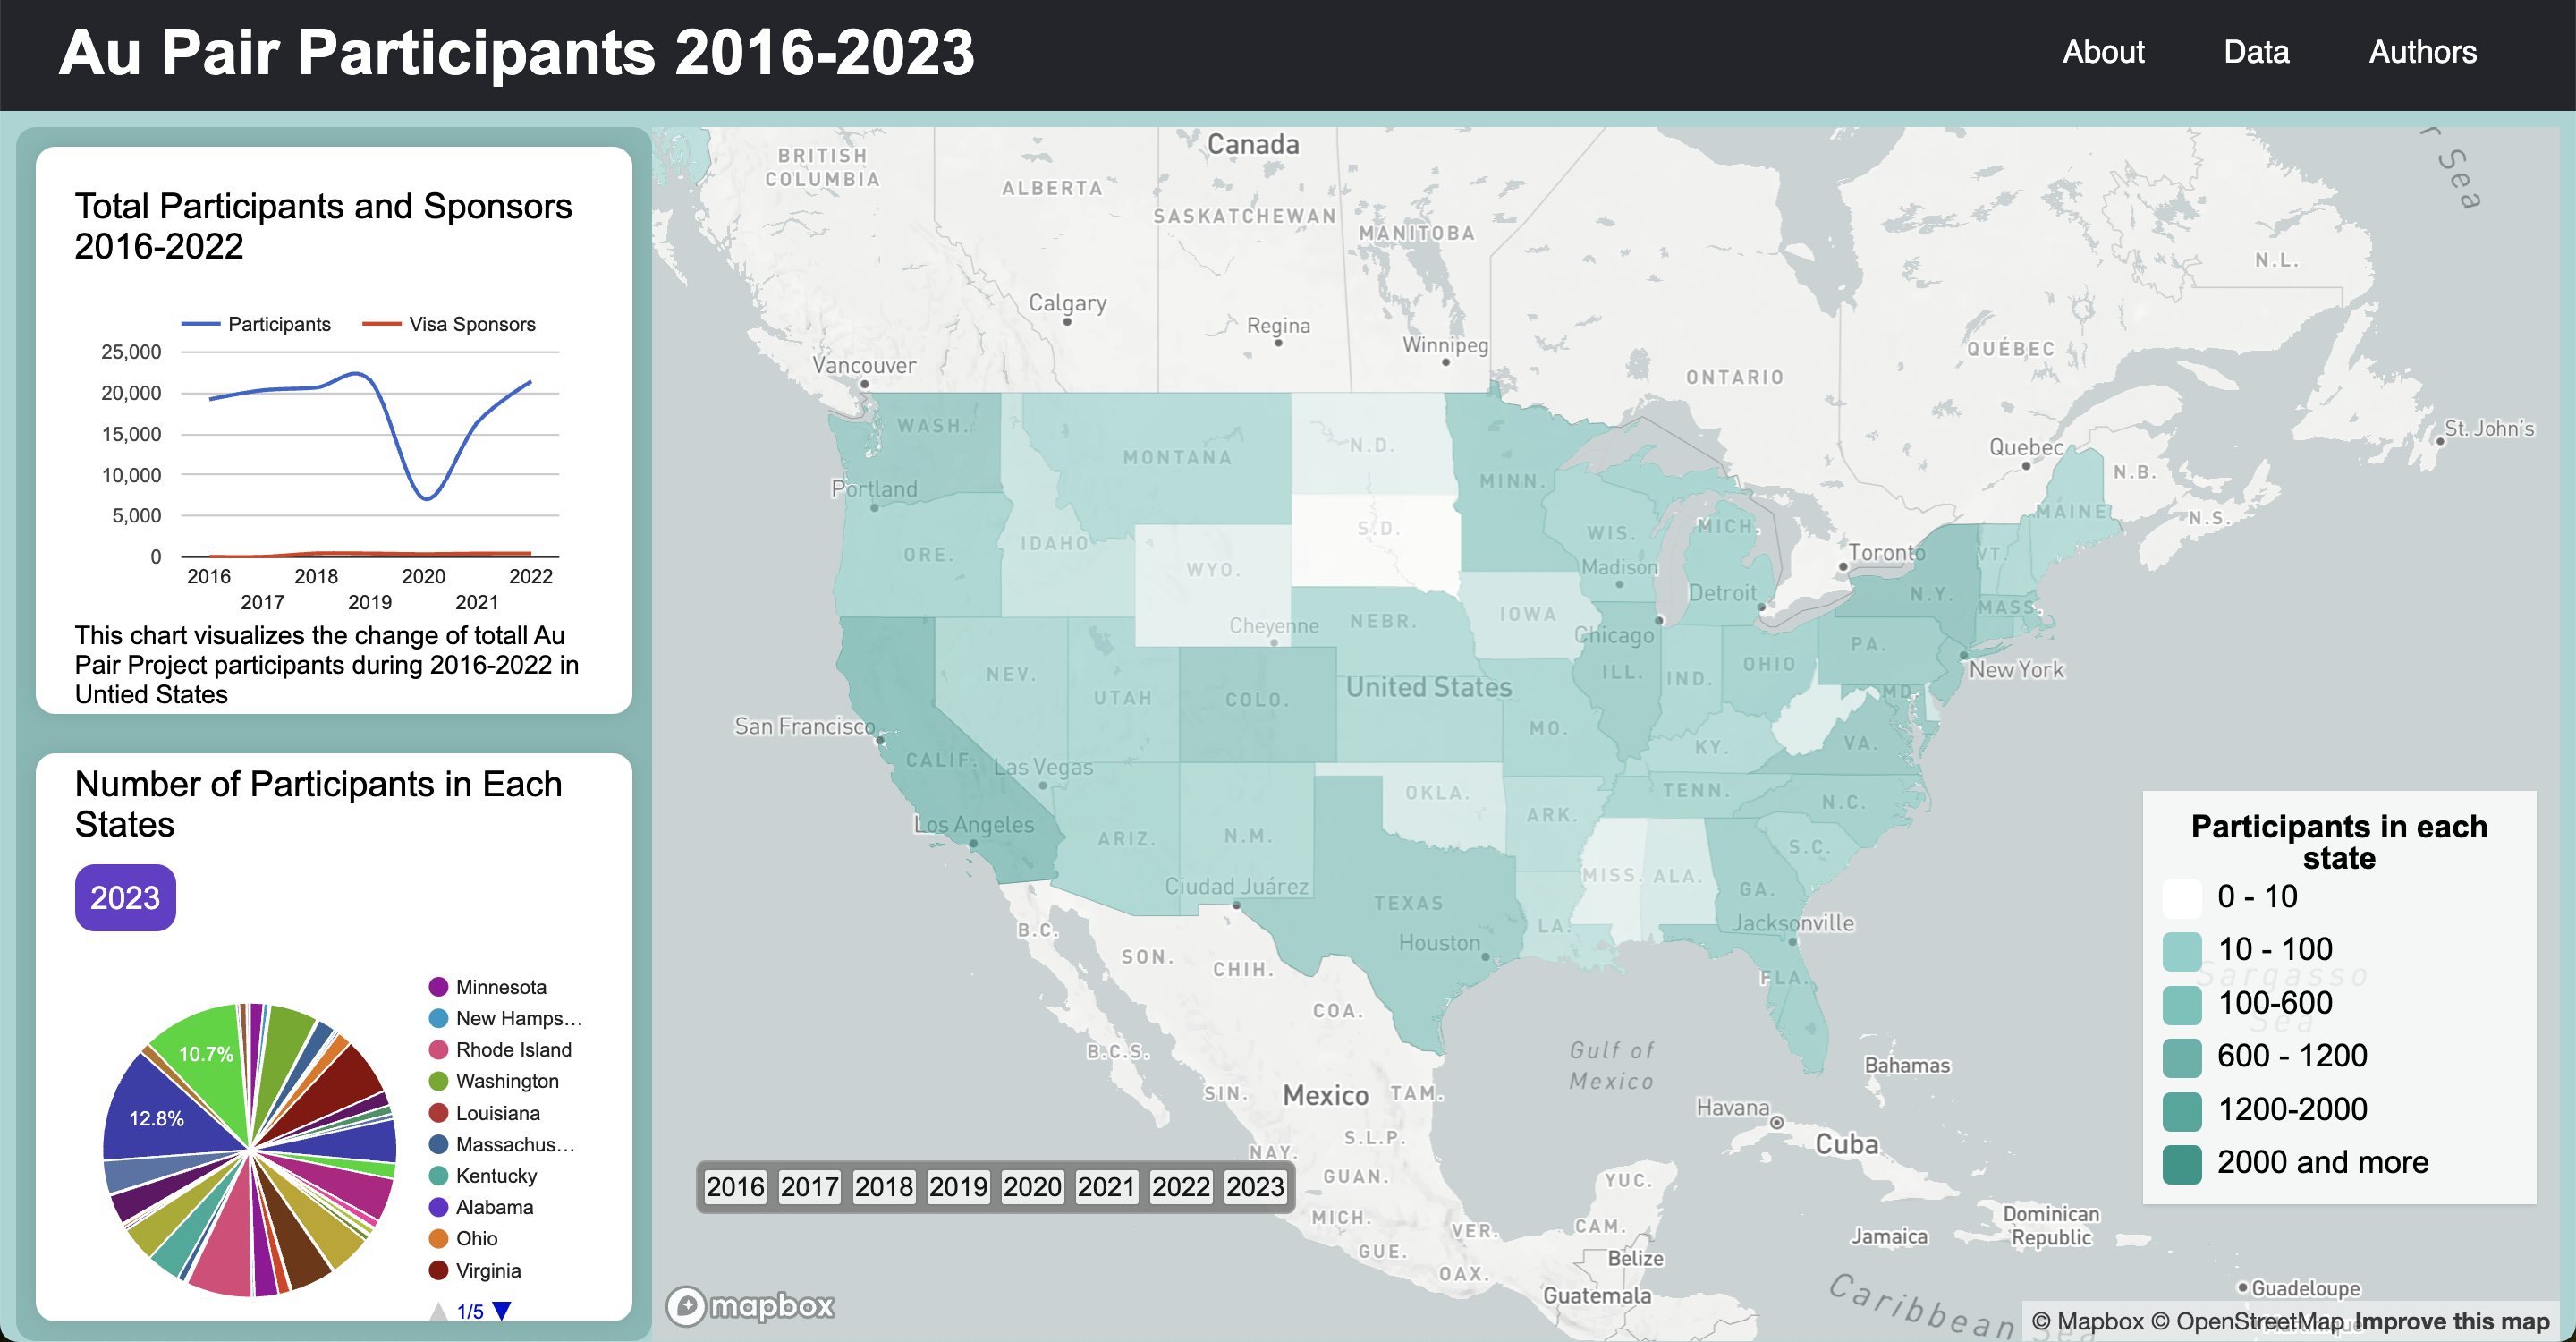 Au Pair Participants 2016-2023
About Data Authors
Total Participants and Sponsors
2016-2022
Participants Visa Sponsors
25,000
20,000
15,000
10,000
5,000
0
2016 2018 2020 2022
2017 2019 2021
This chart visualizes the change of totall Au
Pair Project participants during 2016-2022 in
Untied States
Number of Participants in Each
States
2023
10.7%
12.8%
Minnesota
New Hamps...
Rhode Island
Washington
Louisiana
Massachus...
Kentucky
Alabama
Ohio
Virginia
1/5
Canada
BRITISH
COLUMBIA
ALBERTA
SASKATCHEWAN
MANITOBA
r Sea
N.L.
Calgary
Regina
Winnipeg
Vancouver
ONTARIO
QUÉBEC
St. John's
Quebec
N.B.
N.S.
WASH.
MONTANA
N.D.
MINN.
Portland
ORE.
IDAHO
WYO.
S.D.
WIS.
MICH.
Madison
Detroit
Toronto
MAINE
VT.
N.Y.
MASS.
Cheyenne
NEBR.
IOWA
Chicago
ILL.
IND.
OHIO
PA.
New York
MD.
NEV.
UTAH
COLO.
United States
MO.
KY.
VA.
San Francisco
CALIF.
Las Vegas
Los Angeles
ARIZ.
N.M.
OKLA.
ARK.
TENN.
N.C.
S.C.
MISS.
ALA.
GA.
Ciudad Juárez
TEXAS
LA.
Jacksonville
Houston
FLA.
B.C.
SON.
CHIH.
COA.
B.C.S.
SIN.
Mexico
TAM.
Gulf of
Mexico
Bahamas
Havana
Cuba
S.L.P.
NAY.
GUAN.
YUC.
MICH.
VER.
CAM.
GUE.
OAX.
Belize
Guatemala
Jamaica
Dominican
Republic
Guadeloupe
Caribbean Sea
Sargasso
Sea
Participants in each
state
0 - 10
10 - 100
100-600
600 - 1200
1200-2000
2000 and more
2016 2017 2018 2019 2020 2021 2022 2023
mapbox
© Mapbox © OpenStreetMap Improve this map